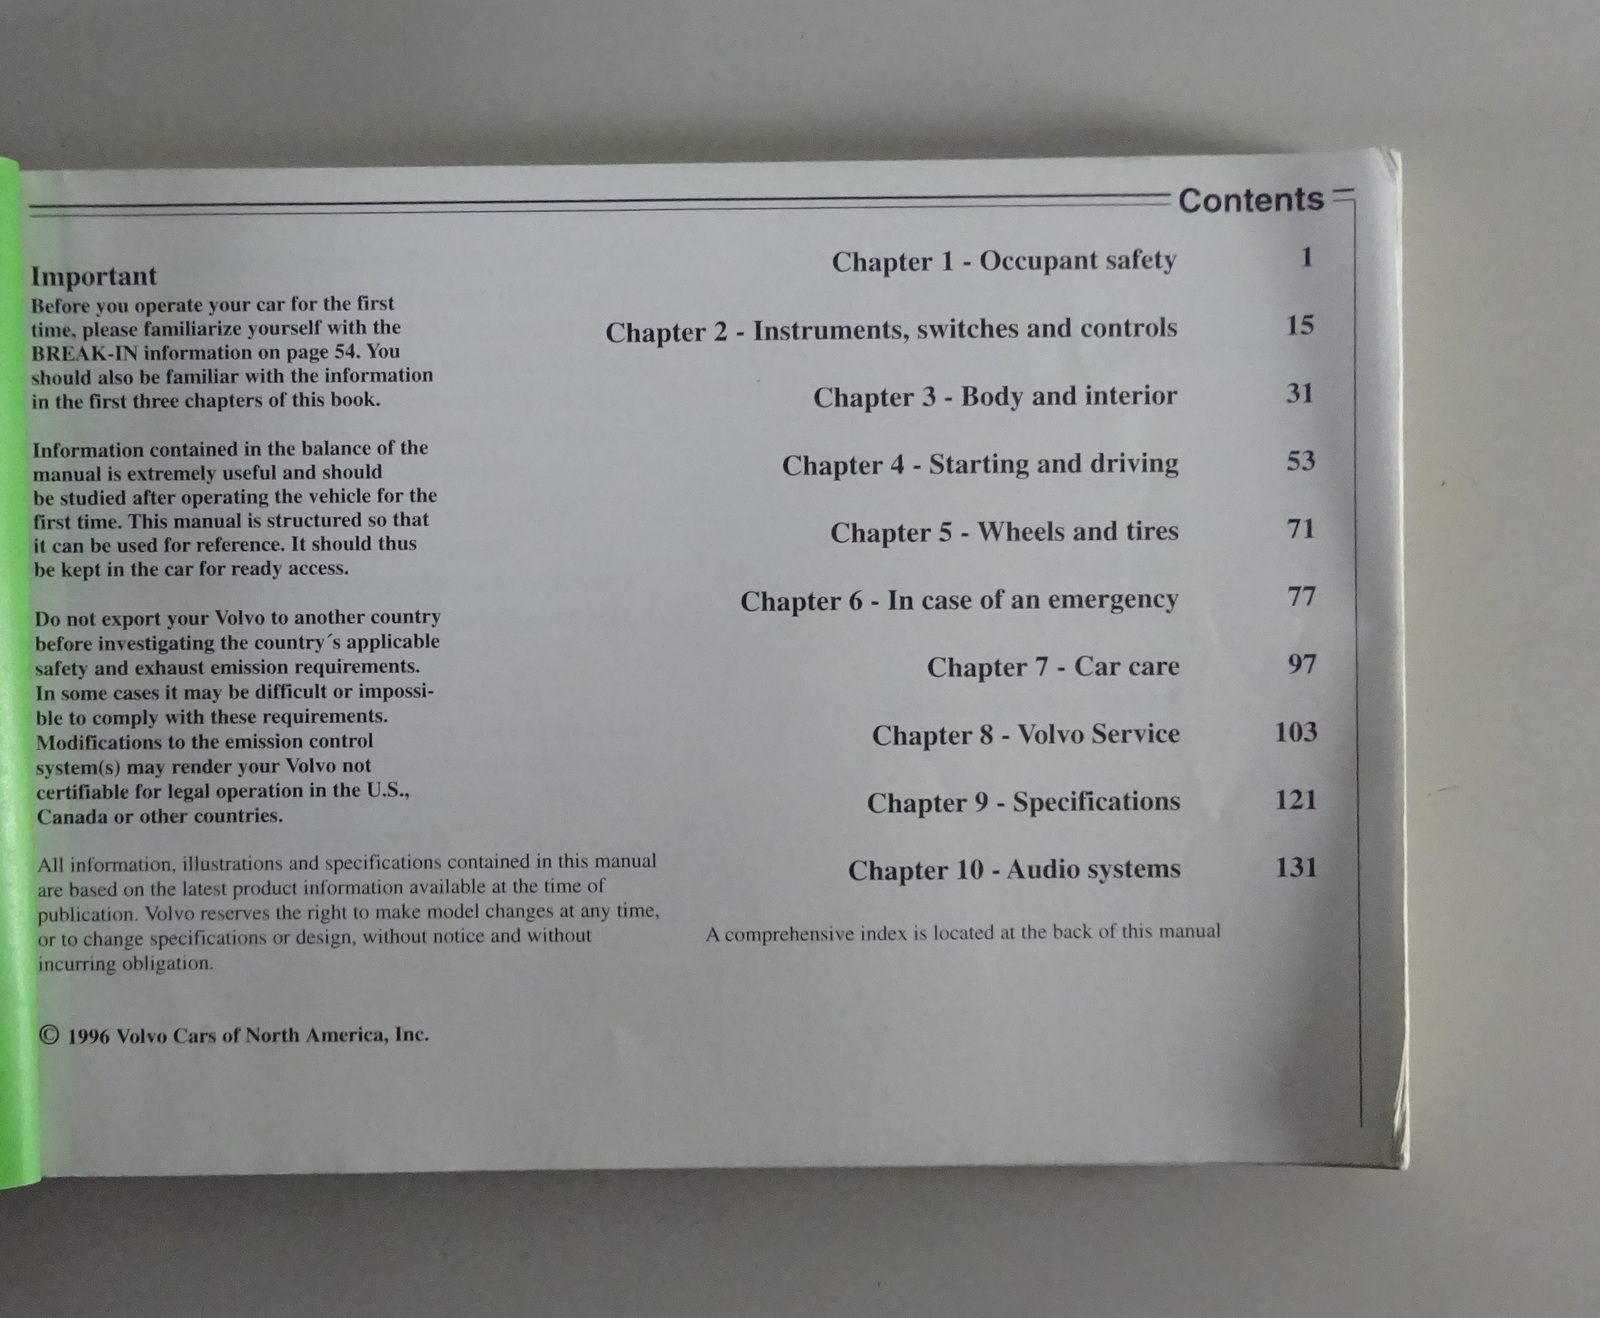 Contents
Important
Before you operate your car for the first
time, please familiarize yourself with the
BREAK-IN information on page 54. You
should also be familiar with the information
in the first three chapters of this book.
Information contained in the balance of the
manual is extremely useful and should
be studied after operating the vehicle for the
first time. This manual is structured so that
it can be used for reference. It should thus
be kept in the car for ready access.
Do not export your Volvo to another country
before investigating the country´s applicable
safety and exhaust emission requirements.
In some cases it may be difficult or impossi-
ble to comply with these requirements.
Modifications to the emission control
system(s) may render your Volvo not
certifiable for legal operation in the U.S.,
Canada or other countries.
All information, illustrations and specifications contained in this manual
are based on the latest product information available at the time of
publication. Volvo reserves the right to make model changes at any time,
or to change specifications or design, without notice and without
incurring obligation.
© 1996 Volvo Cars of North America, Inc.
Chapter 1 - Occupant safety 1
Chapter 2 - Instruments, switches and controls 15
Chapter 3 - Body and interior 31
Chapter 4 - Starting and driving 53
Chapter 5 - Wheels and tires 71
Chapter 6 - In case of an emergency 77
Chapter 7 - Car care 97
Chapter 8 - Volvo Service 103
Chapter 9 - Specifications 121
Chapter 10 - Audio systems 131
A comprehensive index is located at the back of this manual